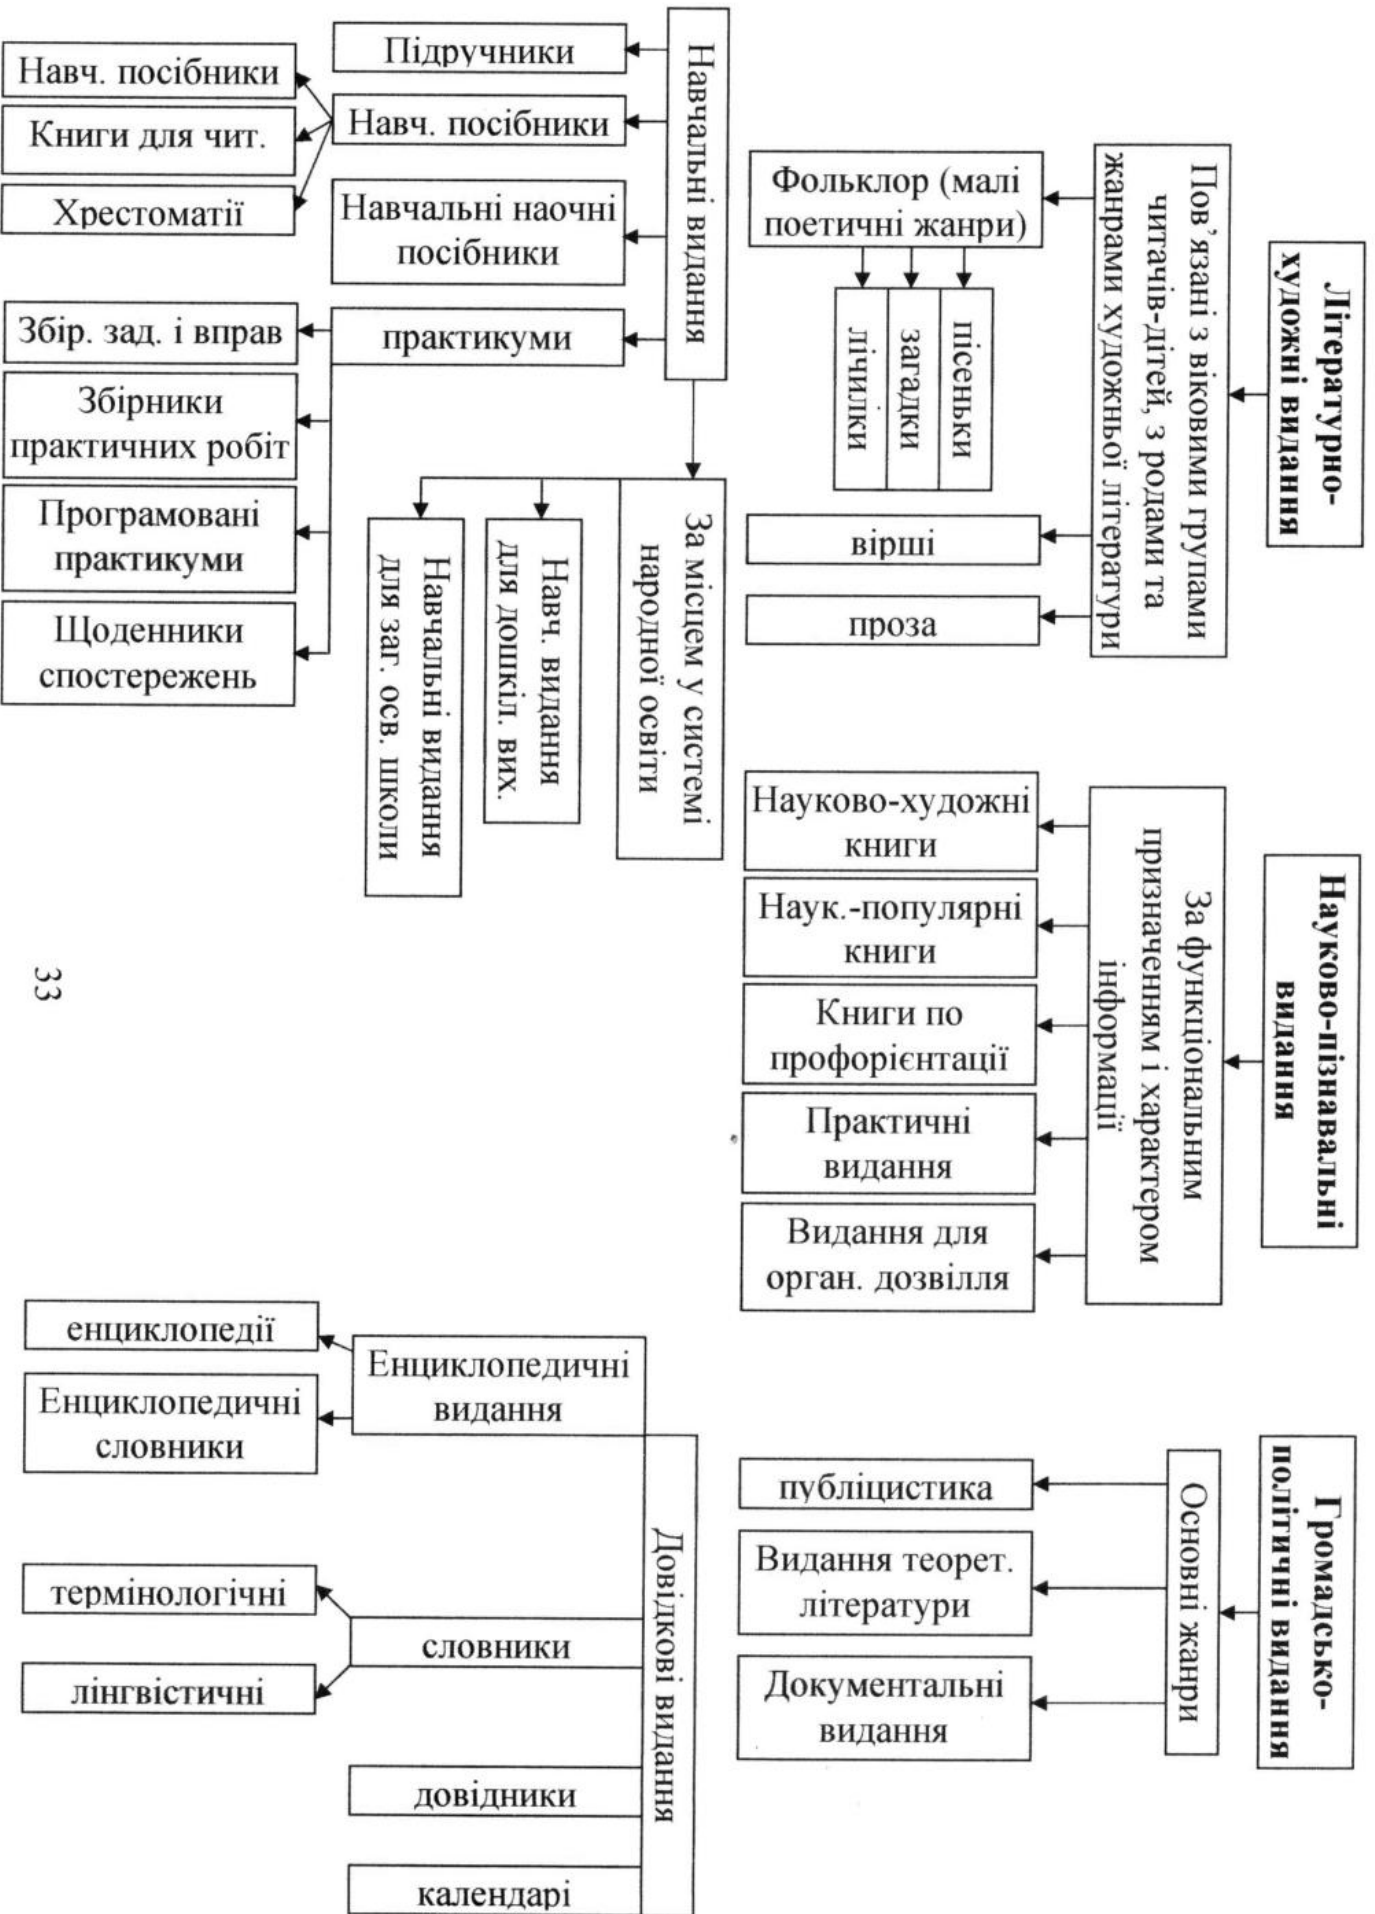 Літературно-
художні видання
Пов’язані з віковими групами
читачів-дітей, з родами та
жанрами художньої літератури
Фольклор (малі
поетичні жанри)
пісеньки
загадки
лічилки
вірші
проза
Науково-пізнавальні
видання
За функціональним
призначенням і характером
інформації
Науково-художні
книги
Наук.-популярні
книги
Книги по
профорієнтації
Практичні
видання
Видання для
орган. дозвілля
Громадсько-
політичні видання
Основні жанри
публіцистика
Видання теорет.
літератури
Документальні
видання
Навчальні видання
Підручники
Навч. посібники
Навч. посібники
Книги для чит.
Хрестоматії
Навчальні наочні
посібники
практикуми
Збір. зад. і вправ
Збірники
практичних робіт
Програмовані
практикуми
Щоденники
спостережень
За місцем у системі
народної освіти
Навч. видання
для дошкіл. вих.
Навчальні видання
для заг. осв. школи
Довідкові видання
Енциклопедичні
видання
енциклопедії
Енциклопедичні
словники
словники
термінологічні
лінгвістичні
довідники
календарі
33